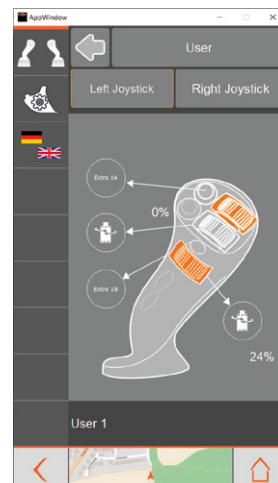 AppWindow
User
Left Joystick
Right Joystick
Extra 1A
0%
Extra 1B
24%
User 1